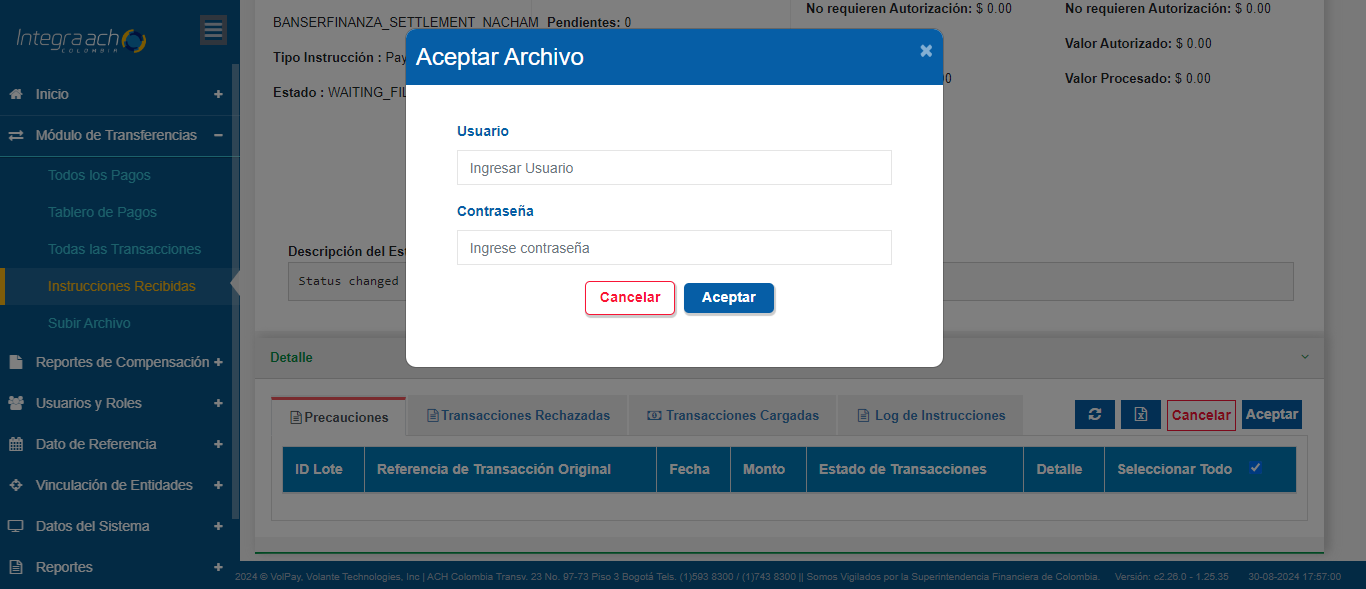 Integra ach
COLOMBIA
Inicio
Módulo de Transferencias
Todos los Pagos
Tablero de Pagos
Todas las Transacciones
Instrucciones Recibidas
Subir Archivo
Reportes de Compensación
Usuarios y Roles
Dato de Referencia
Vinculación de Entidades
Datos del Sistema
Reportes
BANSERFINANZA_SETTLEMENT_NACHAM
Tipo Instrucción : Pay
Estado : WAITING_FIL
Pendientes: 0
No requieren Autorización: $ 0.00
No requieren Autorización: $ 0.00
Valor Autorizado: $ 0.00
Valor Procesado: $ 0.00
Aceptar Archivo
Usuario
Ingresar Usuario
Contraseña
Ingrese contraseña
Cancelar Aceptar
Descripción del Es
Status changed
Detalle
Precauciones Transacciones Rechazadas Transacciones Cargadas Log de Instrucciones Cancelar Aceptar
ID Lote Referencia de Transacción Original Fecha Monto Estado de Transacciones Detalle Seleccionar Todo
2024 © VolPay, Volante Technologies, Inc | ACH Colombia Transv. 23 No. 97-73 Piso 3 Bogotá Tels. (1)593 8300 / (1)743 8300 || Somos Vigilados por la Superintendencia Financiera de Colombia. Versión: c2.26.0 - 1.25.35 30-08-2024 17:57:00